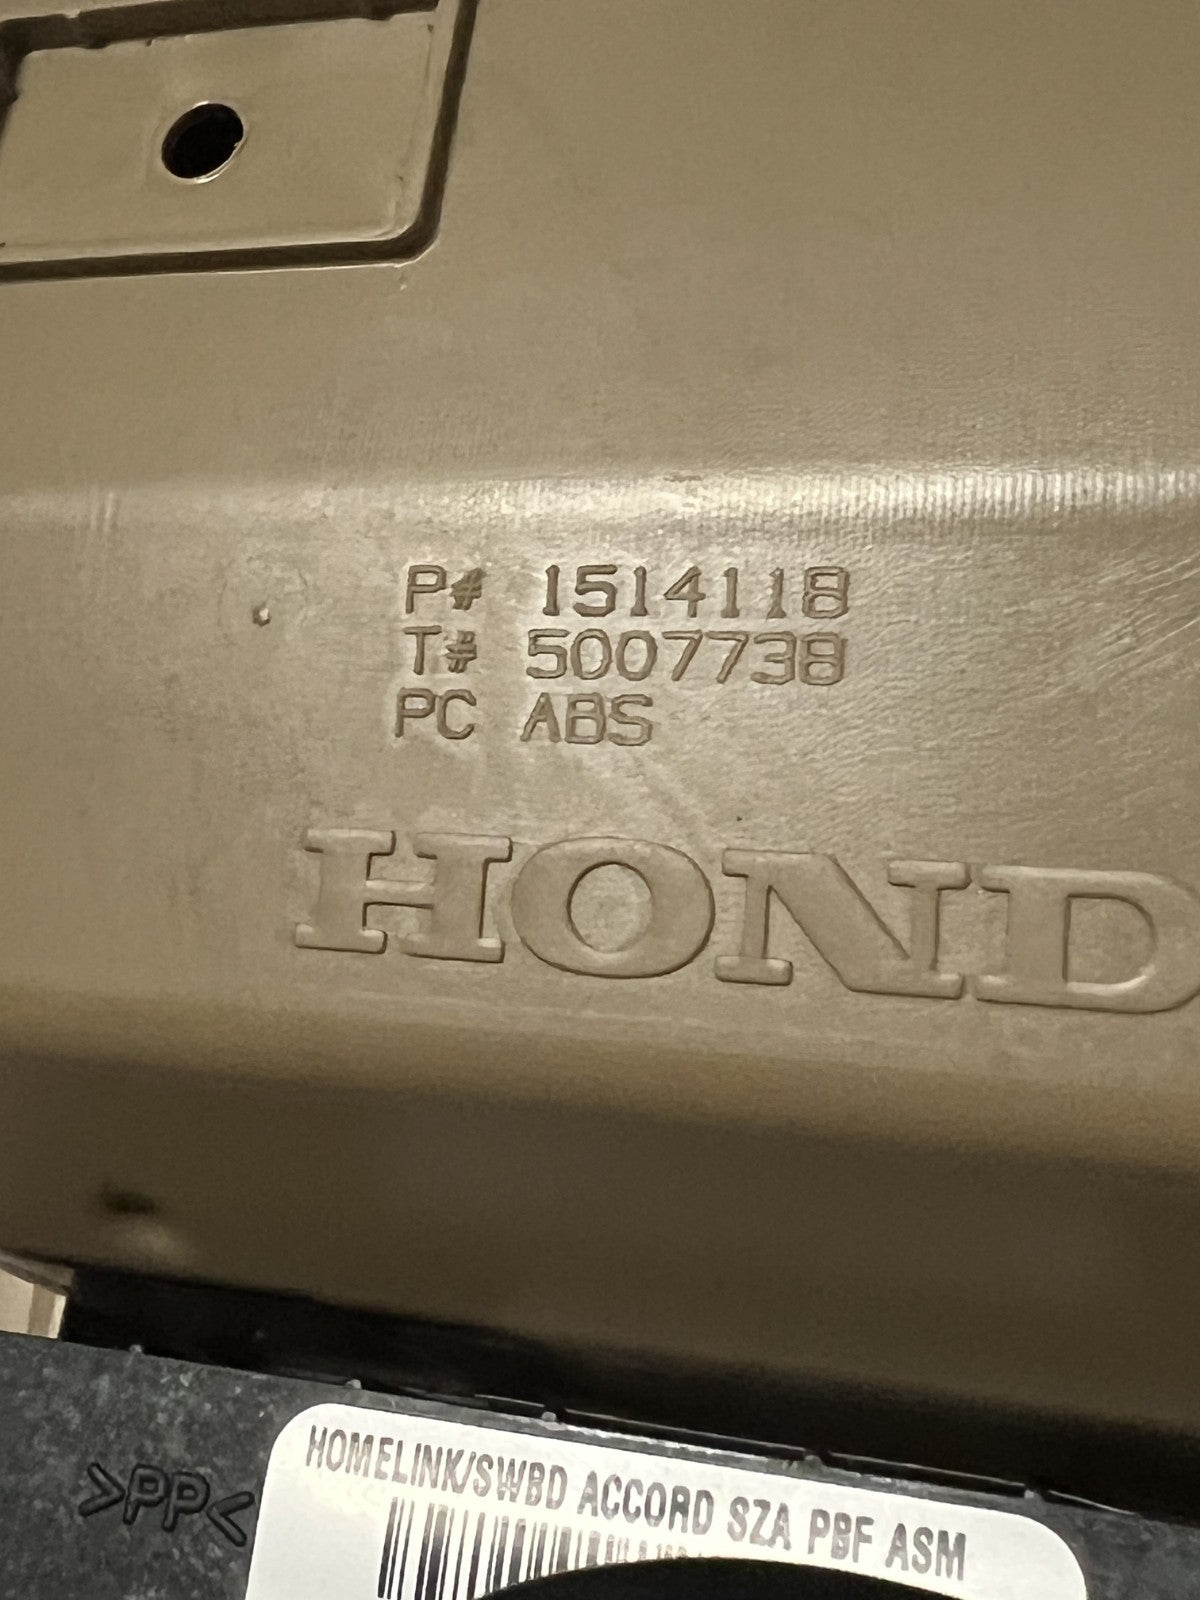 P# 1514118
T# 5007738
PC ABS
HOND
>PP<
HOMELINK/SWBD ACCORD SZA PBF ASM